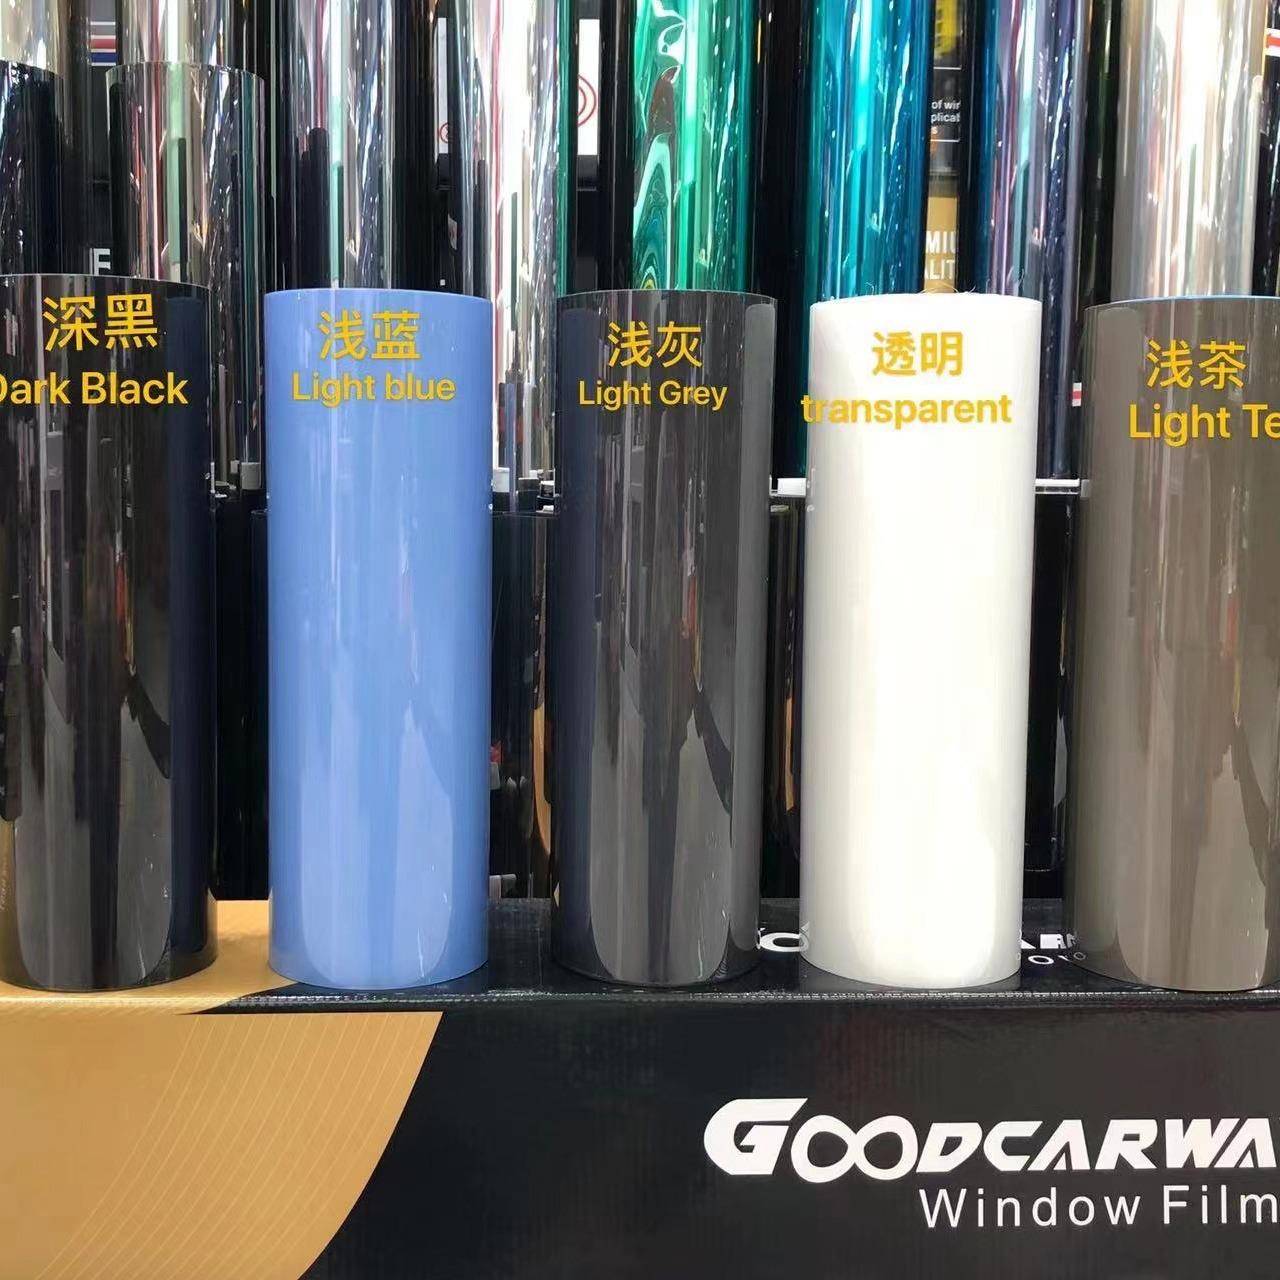 深黑
Dark Black
浅蓝
Light blue
浅灰
Light Grey
透明
transparent
浅茶
Light Te
GOODCARWA
Window Film